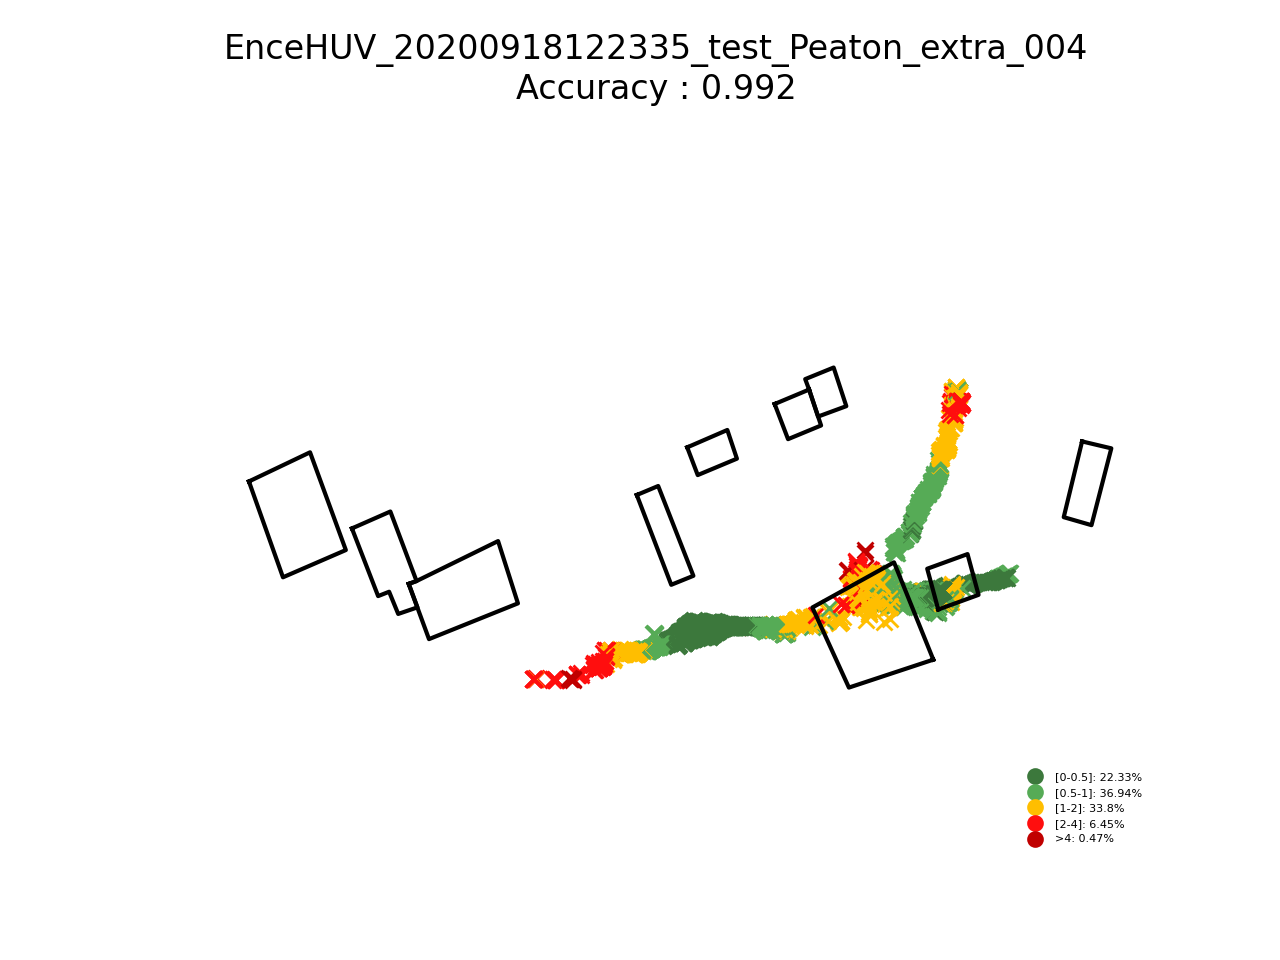 EnceHUV_20200918122335_test_Peaton_extra_004
Accuracy : 0.992
[0-0.5]: 22.33%
[0.5-1]: 36.94%
[1-2]: 33.8%
[2-4]: 6.45%
>4: 0.47%